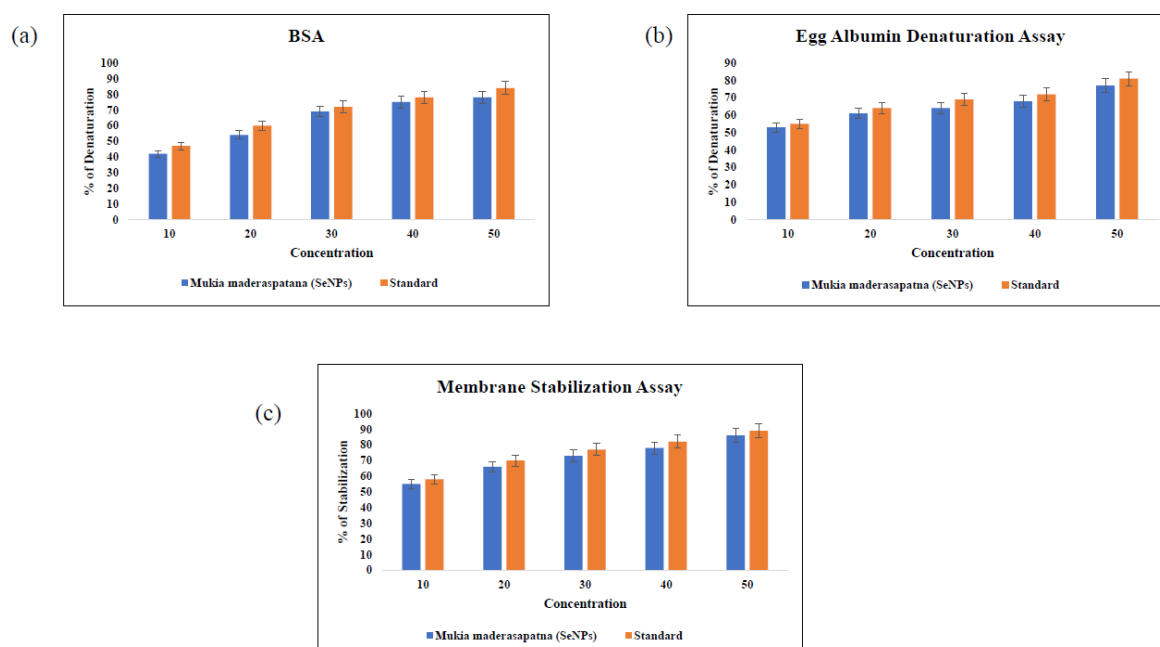 (a)
BSA
% of Denaturation
100
90
80
70
60
50
40
30
20
10
0
10 20 30 40 50
Concentration
Mukia maderaspatana (SeNPs) Standard
(b)
Egg Albumin Denaturation Assay
% of Denaturation
90
80
70
60
50
40
30
20
10
0
10 20 30 40 50
Concentration
Mukia maderasapatna (SeNPs) Standard
(c)
Membrane Stabilization Assay
% of Stabilization
100
90
80
70
60
50
40
30
20
10
0
10 20 30 40 50
Concentration
Mukia maderasapatna (SeNPs) Standard